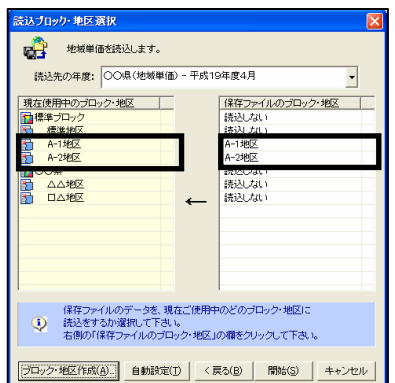 読込ブロック・地区選択
地域単価を読込します。
読込先の年度: 〇〇県(地域単価) - 平成19年度4月
現在使用中のブロック・地区
標準ブロック
標準地区
A-1地区
A-2地区
〇〇県
△△地区
□△地区
←
保存ファイルのブロック・地区
読込しない
読込しない
A-1地区
A-2地区
読込しない
読込しない
読込しない
保存ファイルのデータを、現在ご使用中のどのブロック・地区に
読込をするか選択して下さい。
右側の「保存ファイルのブロック・地区」の欄をクリックして下さい。
ブロック・地区作成(A)... 自動設定(T) < 戻る(B) 開始(S) キャンセル